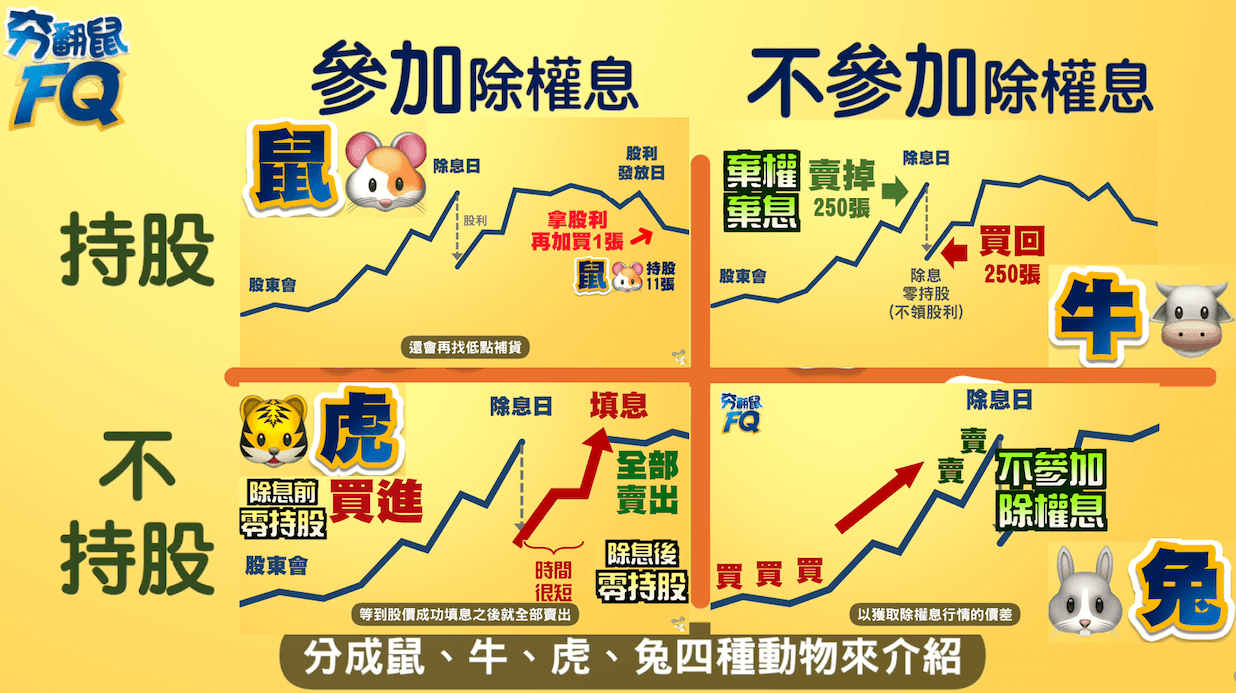 夯翻鼠
FQ
參加除權息
不參加除權息
持股
不
持股
鼠
除息日
股利
發放日
股利
拿股利
再加買1張
鼠
持股
11張
股東會
還會再找低點補貨
棄權
棄息
賣掉
250張
除息日
買回
250張
股東會
除息
零持股
(不領股利)
牛
虎
除息日
填息
全部
賣出
除息前
零持股
買進
股東會
時間
很短
除息後
零持股
等到股價成功填息之後就全部賣出
夯翻鼠
FQ
除息日
賣
賣
不參加
除權息
買 買 買
兔
以獲取除權息行情的價差
分成鼠、牛、虎、兔四種動物來介紹